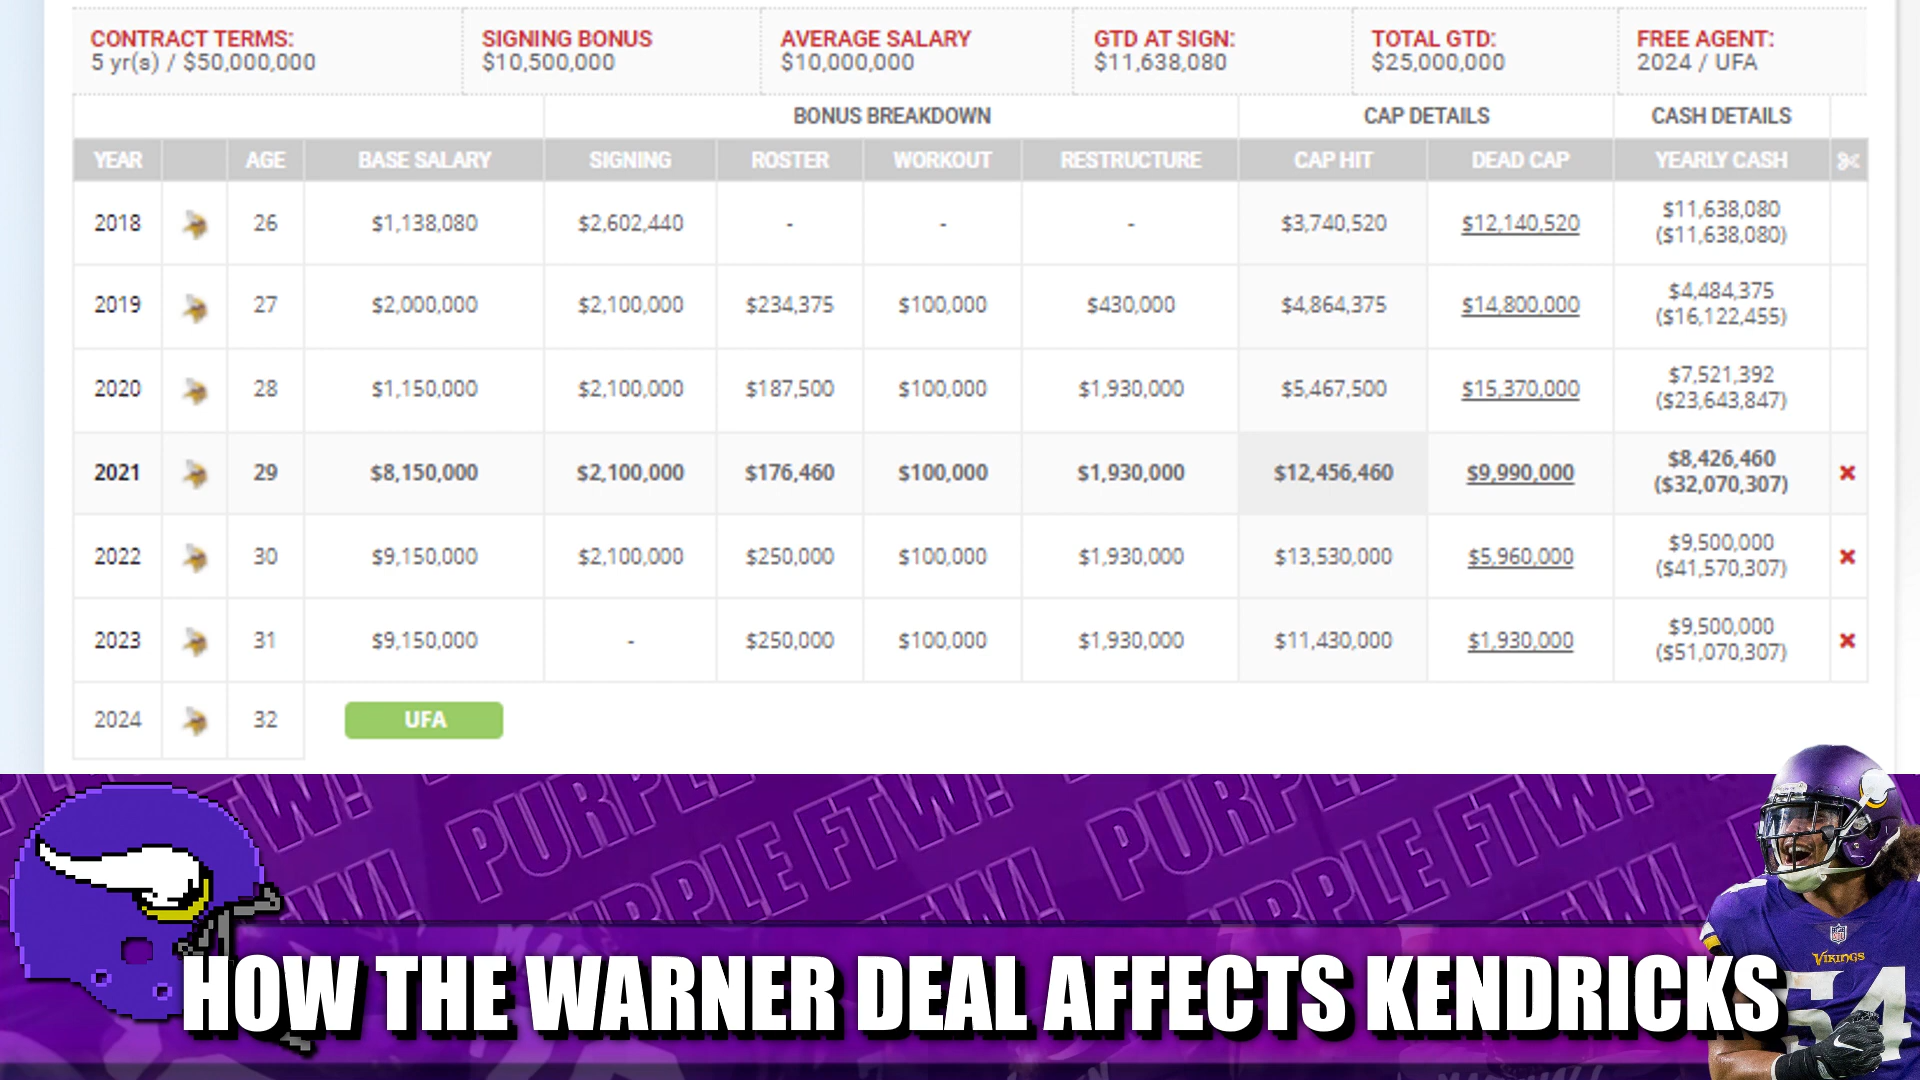 CONTRACT TERMS: SIGNING BONUS AVERAGE SALARY GTD AT SIGN: TOTAL GTD: FREE AGENT:
5 yr(s) / $50,000,000 $10,500,000 $10,000,000 $11,638,080 $25,000,000 2024 / UFA
BONUS BREAKDOWN CAP DETAILS CASH DETAILS
YEAR AGE BASE SALARY SIGNING ROSTER WORKOUT RESTRUCTURE CAP HIT DEAD CAP YEARLY CASH
2018 26 $1,138,080 $2,602,440 - - - $3,740,520 $12,140,520 $11,638,080
($11,638,080)
2019 27 $2,000,000 $2,100,000 $234,375 $100,000 $430,000 $4,864,375 $14,800,000 $4,484,375
($16,122,455)
2020 28 $1,150,000 $2,100,000 $187,500 $100,000 $1,930,000 $5,467,500 $15,370,000 $7,521,392
($23,643,847)
2021 29 $8,150,000 $2,100,000 $176,460 $100,000 $1,930,000 $12,456,460 $9,990,000 $8,426,460
($32,070,307)
2022 30 $9,150,000 $2,100,000 $250,000 $100,000 $1,930,000 $13,530,000 $5,960,000 $9,500,000
($41,570,307)
2023 31 $9,150,000 - $250,000 $100,000 $1,930,000 $11,430,000 $1,930,000 $9,500,000
($51,070,307)
2024 32 UFA
PURPLE FTW!
PURPLE FTW!
HOW THE WARNER DEAL AFFECTS KENDRICKS
VIKINGS
54